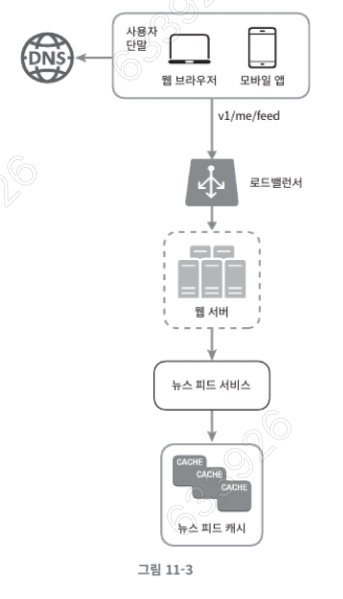 사용자
단말
DNS
웹 브라우저
모바일 앱
v1/me/feed
로드밸런서
웹 서버
뉴스 피드 서비스
CACHE
CACHE
CACHE
뉴스 피드 캐시
그림 11-3